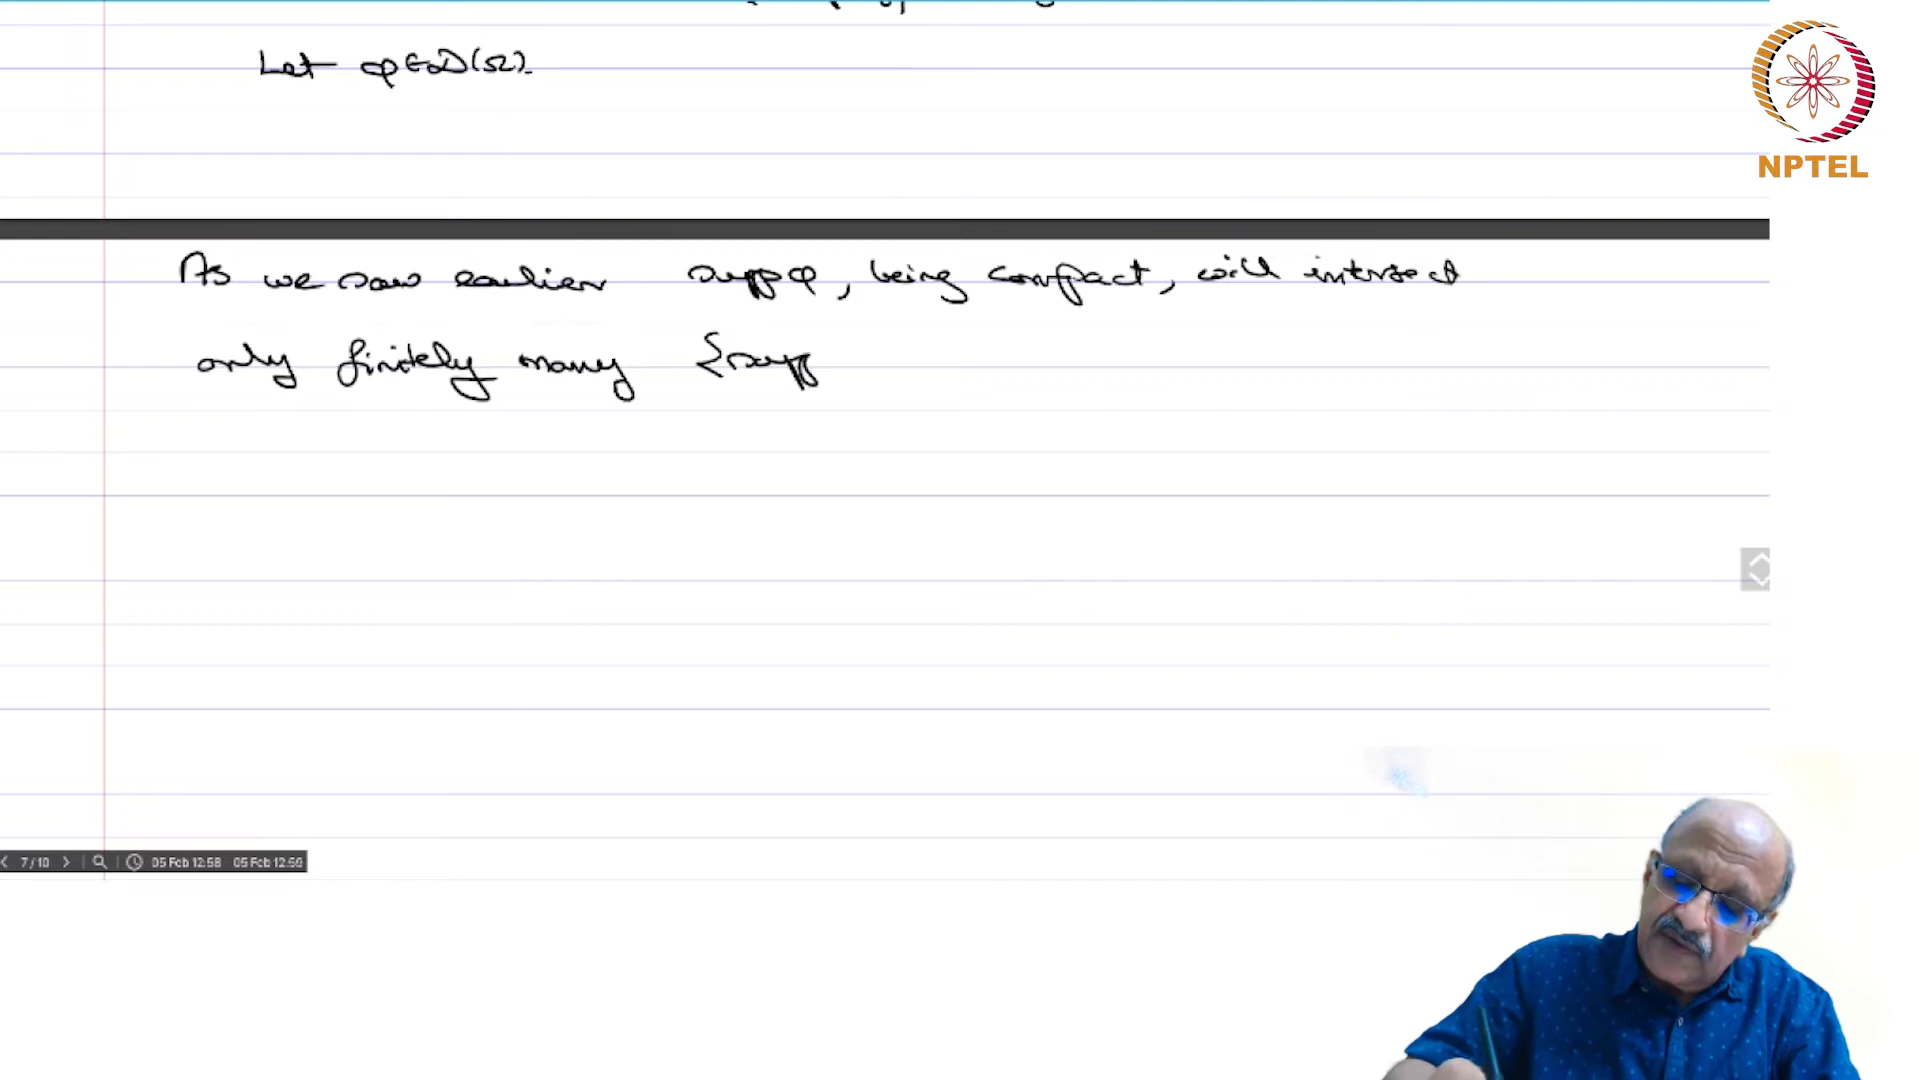 Let φ∈D(Ω).
NPTEL
As we saw earlier supp φ, being compact, will intersect
only finitely many {supp
7/10 05 Feb 12:58 05 Feb 12:59